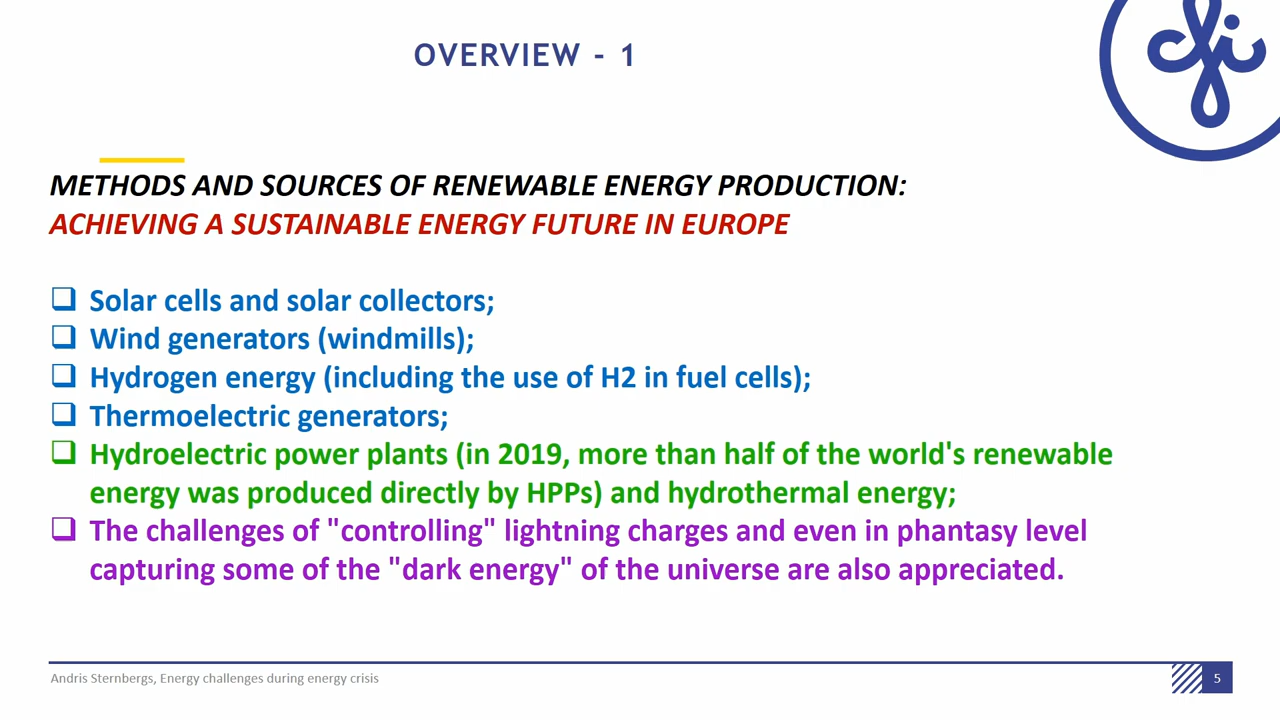 OVERVIEW - 1
METHODS AND SOURCES OF RENEWABLE ENERGY PRODUCTION:
ACHIEVING A SUSTAINABLE ENERGY FUTURE IN EUROPE
❑ Solar cells and solar collectors;
❑ Wind generators (windmills);
❑ Hydrogen energy (including the use of H2 in fuel cells);
❑ Thermoelectric generators;
❑ Hydroelectric power plants (in 2019, more than half of the world's renewable
energy was produced directly by HPPs) and hydrothermal energy;
❑ The challenges of "controlling" lightning charges and even in phantasy level
capturing some of the "dark energy" of the universe are also appreciated.
Andris Sternbergs, Energy challenges during energy crisis
5